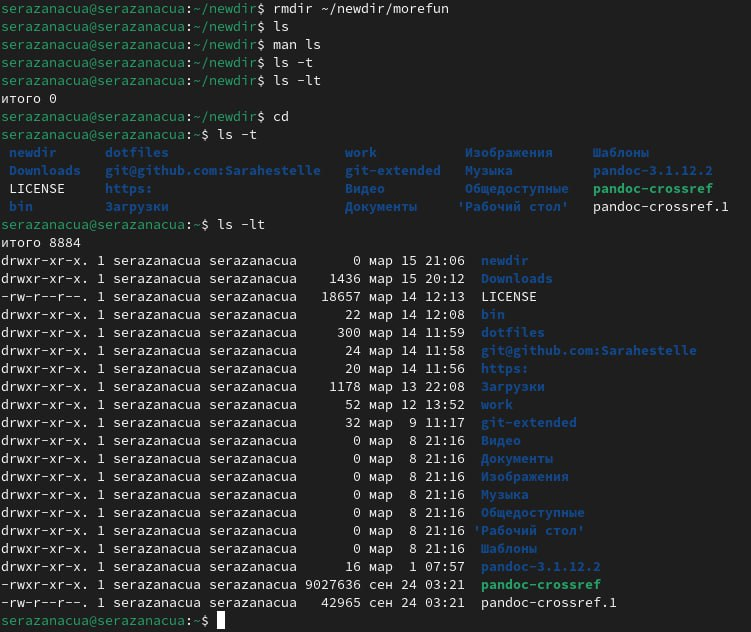 serazanacua@serazanacua:~/newdir$ rmdir ~/newdir/morefun
serazanacua@serazanacua:~/newdir$ ls
serazanacua@serazanacua:~/newdir$ man ls
serazanacua@serazanacua:~/newdir$ ls -t
serazanacua@serazanacua:~/newdir$ ls -lt
итого 0
serazanacua@serazanacua:~/newdir$ cd
serazanacua@serazanacua:~$ ls -t
newdir dotfiles work Изображения Шаблоны
Downloads git@github.com:Sarahestelle git-extended Музыка pandoc-3.1.12.2
LICENSE https: Видео Общедоступные pandoc-crossref
bin Загрузки Документы 'Рабочий стол' pandoc-crossref.1
serazanacua@serazanacua:~$ ls -lt
итого 8884
drwxr-xr-x. 1 serazanacua serazanacua 0 мар 15 21:06 newdir
drwxr-xr-x. 1 serazanacua serazanacua 1436 мар 15 20:12 Downloads
-rw-r--r--. 1 serazanacua serazanacua 18657 мар 14 12:13 LICENSE
drwxr-xr-x. 1 serazanacua serazanacua 22 мар 14 12:08 bin
drwxr-xr-x. 1 serazanacua serazanacua 300 мар 14 11:59 dotfiles
drwxr-xr-x. 1 serazanacua serazanacua 24 мар 14 11:58 git@github.com:Sarahestelle
drwxr-xr-x. 1 serazanacua serazanacua 20 мар 14 11:56 https:
drwxr-xr-x. 1 serazanacua serazanacua 1178 мар 13 22:08 Загрузки
drwxr-xr-x. 1 serazanacua serazanacua 52 мар 12 13:52 work
drwxr-xr-x. 1 serazanacua serazanacua 32 мар 9 11:17 git-extended
drwxr-xr-x. 1 serazanacua serazanacua 0 мар 8 21:16 Видео
drwxr-xr-x. 1 serazanacua serazanacua 0 мар 8 21:16 Документы
drwxr-xr-x. 1 serazanacua serazanacua 0 мар 8 21:16 Изображения
drwxr-xr-x. 1 serazanacua serazanacua 0 мар 8 21:16 Музыка
drwxr-xr-x. 1 serazanacua serazanacua 0 мар 8 21:16 Общедоступные
drwxr-xr-x. 1 serazanacua serazanacua 0 мар 8 21:16 'Рабочий стол'
drwxr-xr-x. 1 serazanacua serazanacua 0 мар 8 21:16 Шаблоны
drwxr-xr-x. 1 serazanacua serazanacua 16 мар 1 07:57 pandoc-3.1.12.2
-rwxr-xr-x. 1 serazanacua serazanacua 9027636 сен 24 03:21 pandoc-crossref
-rw-r--r--. 1 serazanacua serazanacua 42965 сен 24 03:21 pandoc-crossref.1
serazanacua@serazanacua:~$